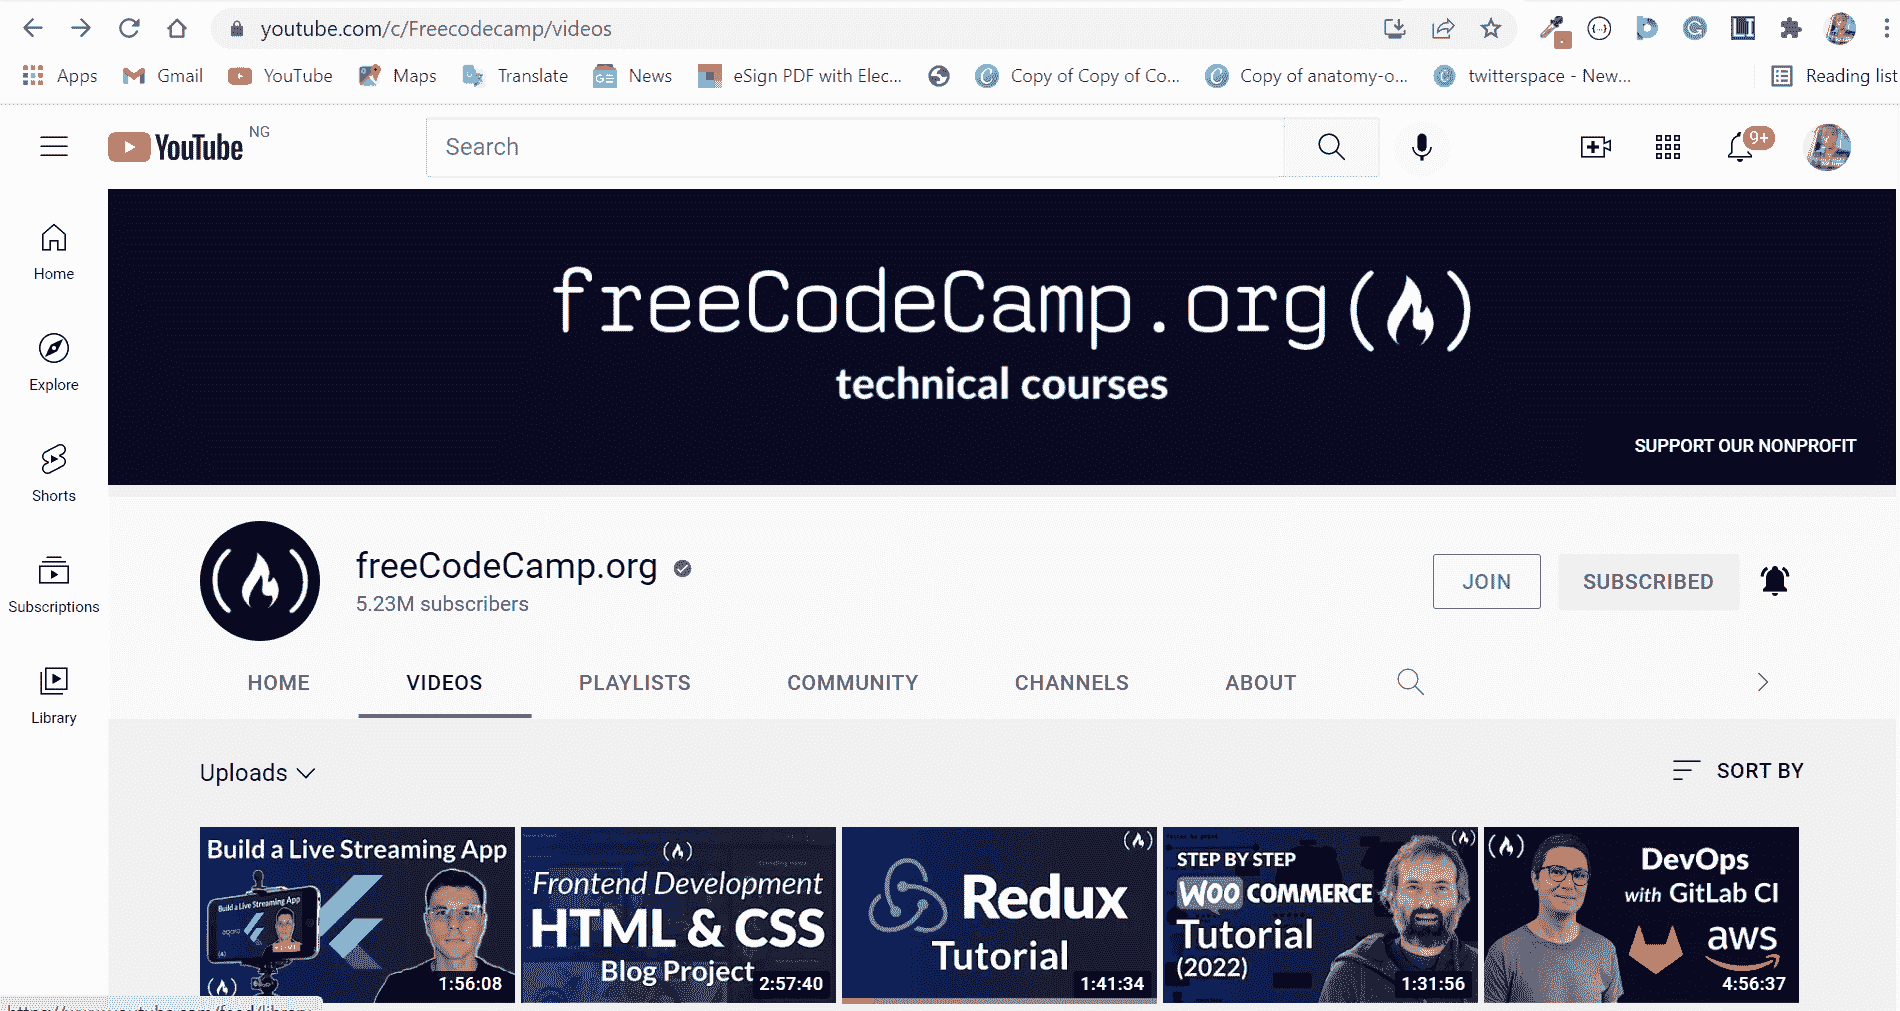 youtube.com/c/Freecodecamp/videos
Apps Gmail YouTube Maps Translate News eSign PDF with Elec... Copy of Copy of Co... Copy of anatomy-o... twitterspace - New... Reading list
YouTube NG Search 9+
Home
Explore
Shorts
Subscriptions
Library
freeCodeCamp.org
technical courses
SUPPORT OUR NONPROFIT
freeCodeCamp.org
5.23M subscribers
JOIN SUBSCRIBED
HOME VIDEOS PLAYLISTS COMMUNITY CHANNELS ABOUT
Uploads SORT BY
Build a Live Streaming App
Build a Live Streaming App
1:56:08
Frontend Development
HTML & CSS
Blog Project
2:57:40
Redux
Tutorial
1:41:34
STEP BY STEP
WOO COMMERCE
Tutorial
(2022)
1:31:56
DevOps
with GitLab CI
aws
4:56:37